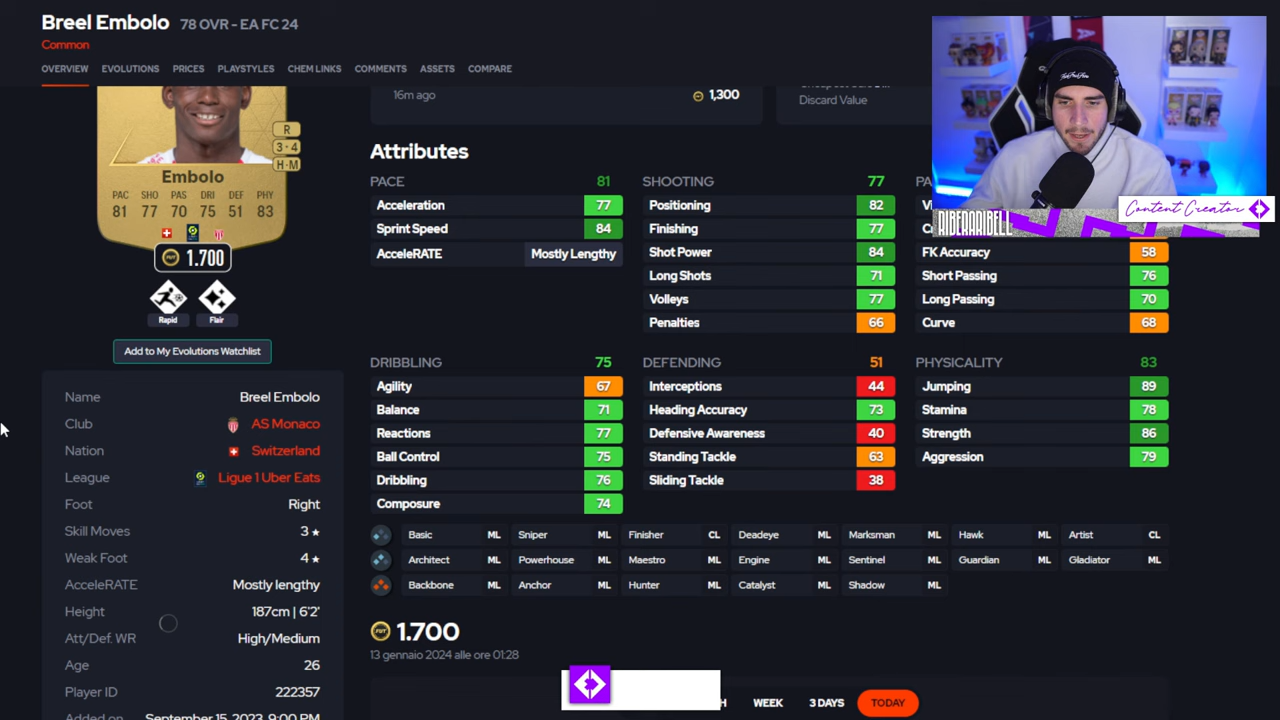 Breel Embolo 78 OVR - EA FC 24
Common
OVERVIEW EVOLUTIONS PRICES PLAYSTYLES CHEM LINKS COMMENTS ASSETS COMPARE
R
3 · 4
H-M
Embolo
PAC SHO PAS DRI DEF PHY
81 77 70 75 51 83
1.700
Rapid Flair
Add to My Evolutions Watchlist
16m ago 1,300
Discard Value
Content Creator
Attributes
PACE 81
Acceleration 77
Sprint Speed 84
AcceleRATE Mostly Lengthy
SHOOTING 77
Positioning 82
Finishing 77
Shot Power 84
Long Shots 71
Volleys 77
Penalties 66
FK Accuracy 58
Short Passing 76
Long Passing 70
Curve 68
DRIBBLING 75
Agility 67
Balance 71
Reactions 77
Ball Control 75
Dribbling 76
Composure 74
DEFENDING 51
Interceptions 44
Heading Accuracy 73
Defensive Awareness 40
Standing Tackle 63
Sliding Tackle 38
PHYSICALITY 83
Jumping 89
Stamina 78
Strength 86
Aggression 79
Basic ML Sniper ML Finisher CL Deadeye ML Marksman ML Hawk ML Artist CL
Architect ML Powerhouse ML Maestro ML Engine ML Sentinel ML Guardian ML Gladiator ML
Backbone ML Anchor ML Hunter ML Catalyst ML Shadow ML
Name Breel Embolo
Club AS Monaco
Nation Switzerland
League Ligue 1 Uber Eats
Foot Right
Skill Moves 3 ★
Weak Foot 4 ★
AcceleRATE Mostly lengthy
Height 187cm | 6'2'
Att/Def. WR High/Medium
Age 26
Player ID 222357
Added on September 15, 2023, 9:00 PM
FUT 1.700
13 gennaio 2024 alle ore 01:28
WEEK 3 DAYS TODAY